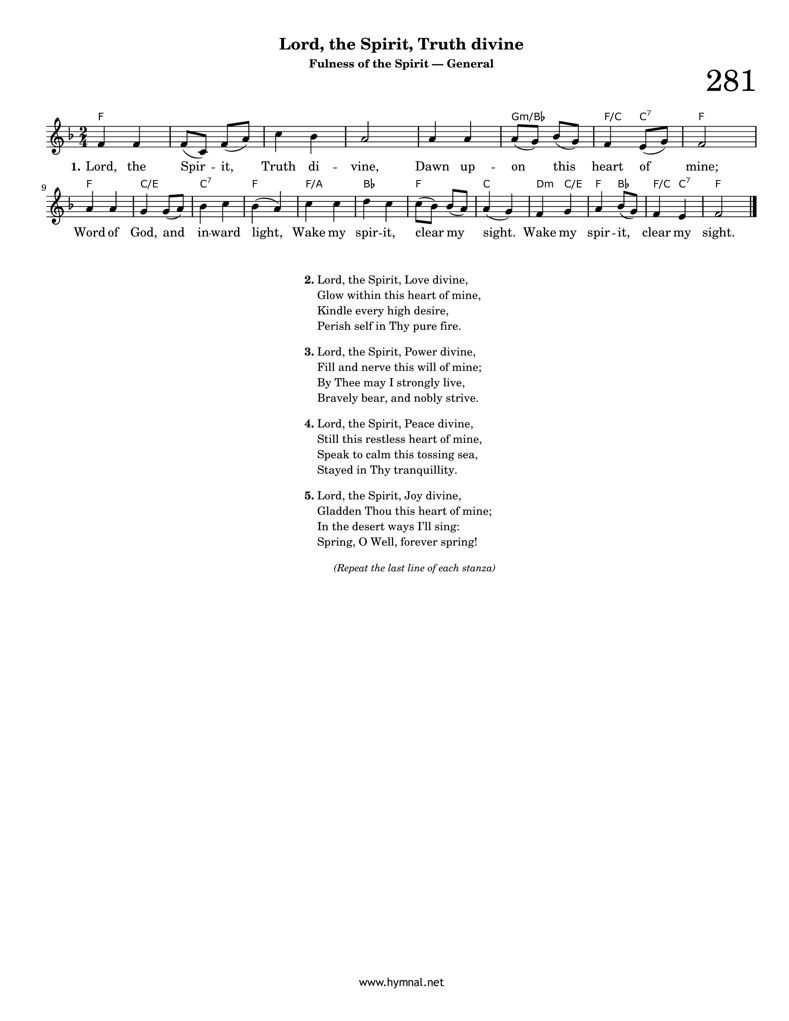 Lord, the Spirit, Truth divine
Fulness of the Spirit — General
281
F Gm/B♭ F/C C7 F
1. Lord, the Spir - it, Truth di - vine, Dawn up - on this heart of mine;
9 F C/E C7 F F/A B♭ F C Dm C/E F B♭ F/C C7 F
Word of God, and in-ward light, Wake my spir-it, clear my sight. Wake my spir-it, clear my sight.
2. Lord, the Spirit, Love divine,
Glow within this heart of mine,
Kindle every high desire,
Perish self in Thy pure fire.
3. Lord, the Spirit, Power divine,
Fill and nerve this will of mine;
By Thee may I strongly live,
Bravely bear, and nobly strive.
4. Lord, the Spirit, Peace divine,
Still this restless heart of mine,
Speak to calm this tossing sea,
Stayed in Thy tranquillity.
5. Lord, the Spirit, Joy divine,
Gladden Thou this heart of mine;
In the desert ways I'll sing:
Spring, O Well, forever spring!
(Repeat the last line of each stanza)
www.hymnal.net